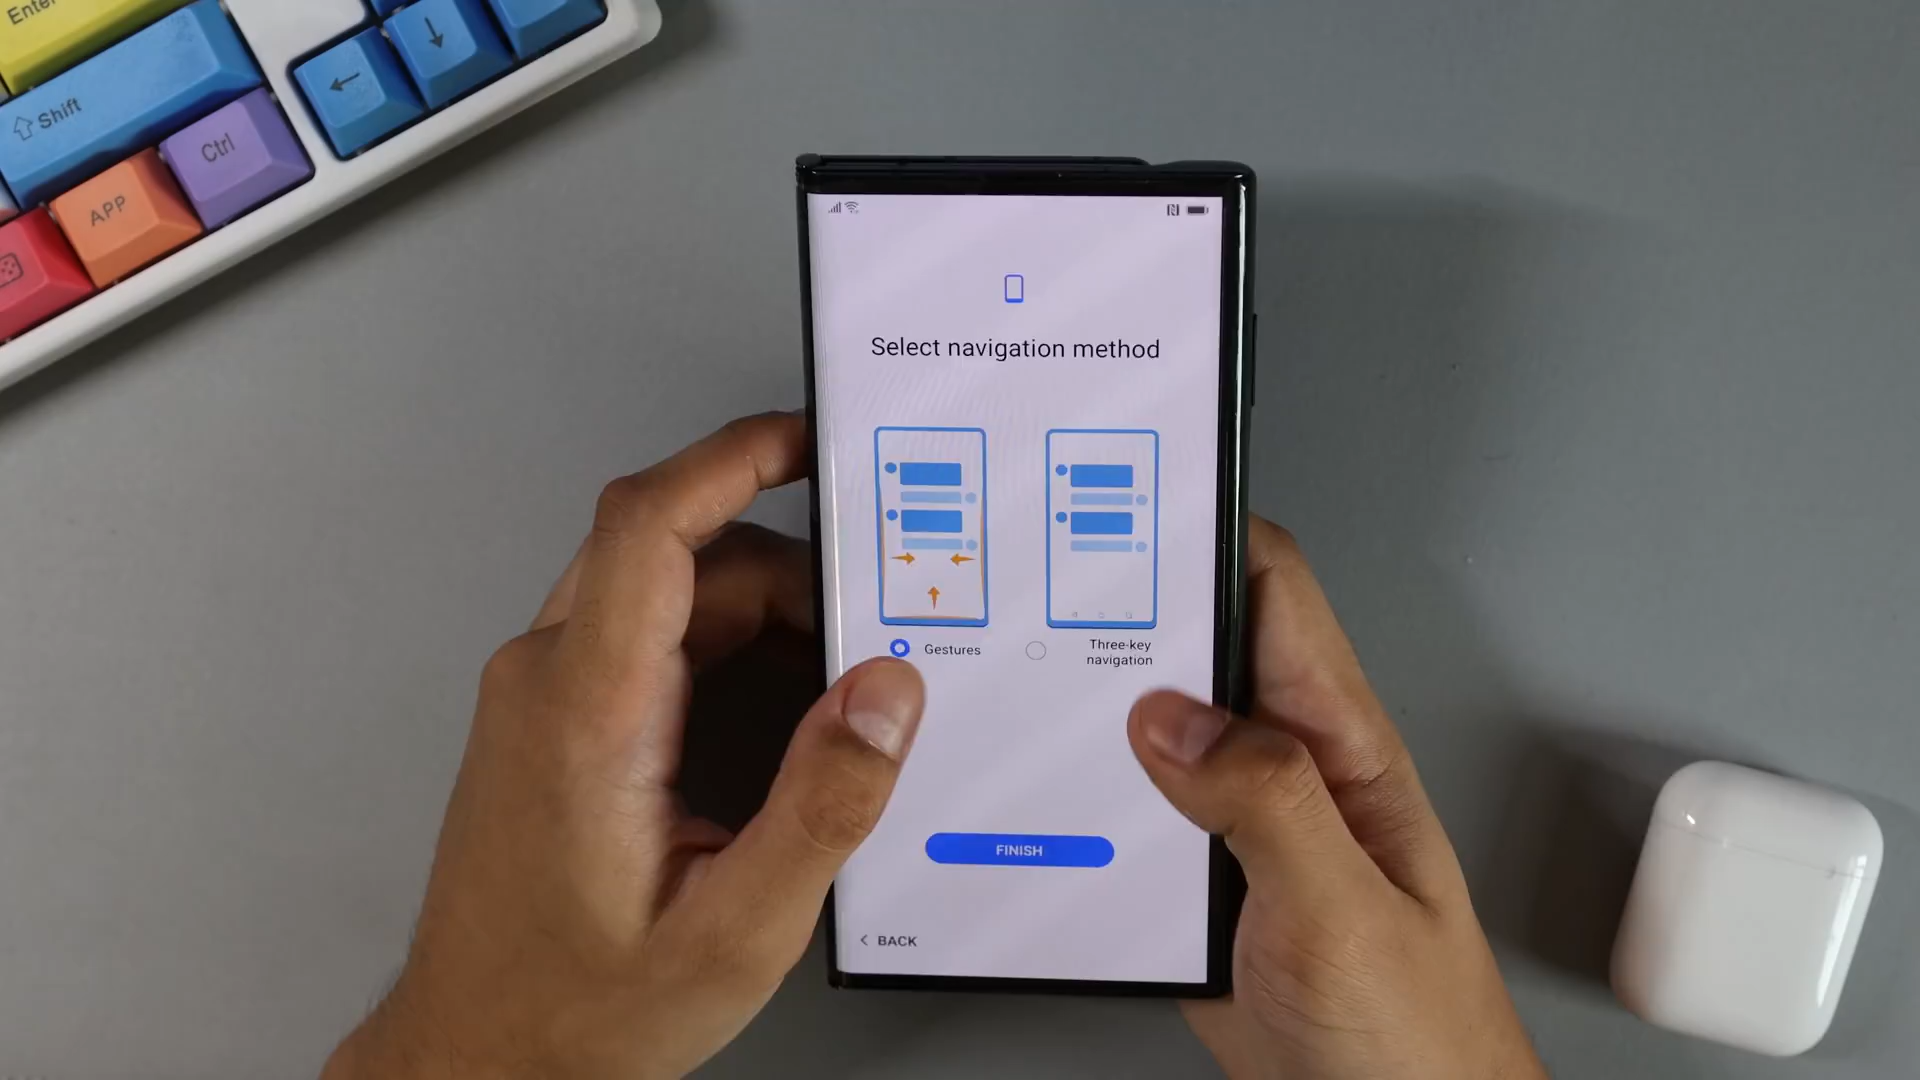 Enter
Shift
Ctrl
APP
Select navigation method
Gestures
Three-key
navigation
FINISH
BACK